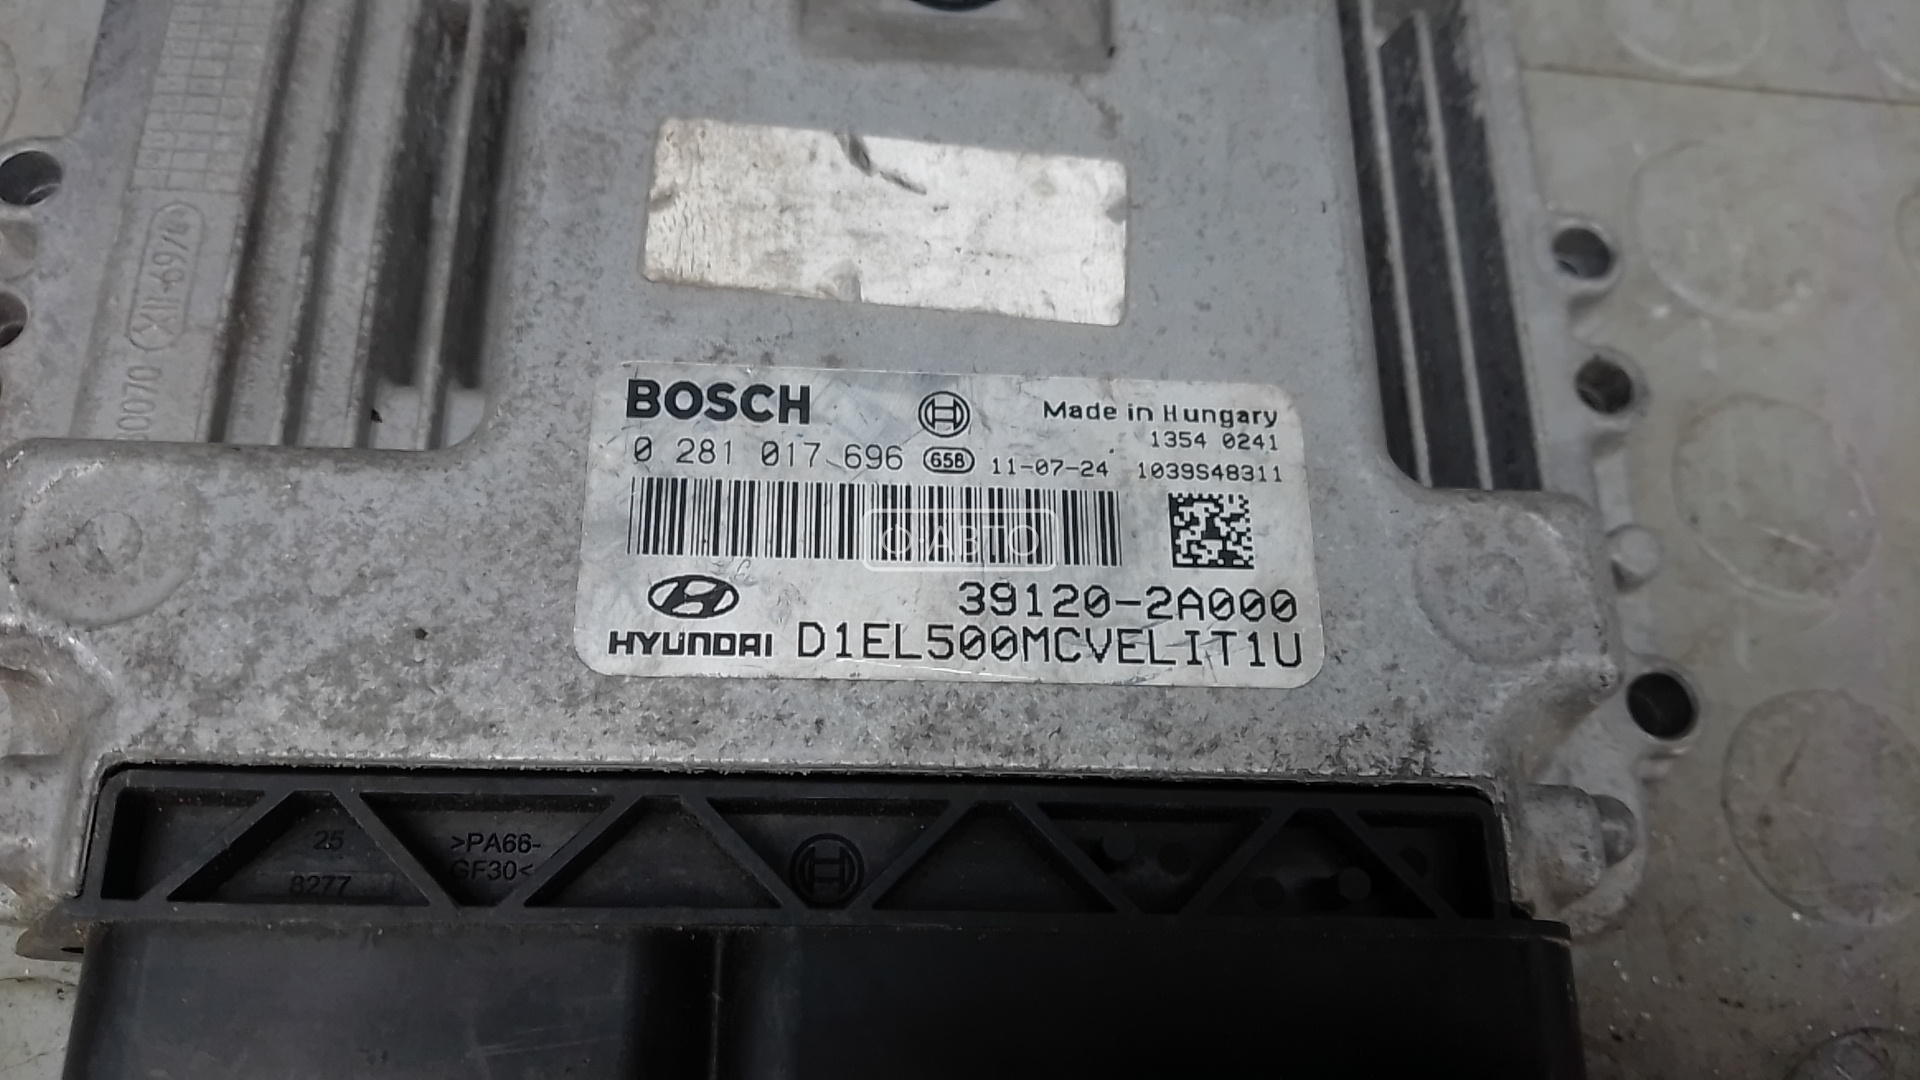 BOSCH
Made in Hungary
1354 0241
0 281 017 696 658 11-07-24 1039S48311
Ф·АВТО
39120-2A000
HYUNDAI D1EL500MCVELIT1U
25
8277
>PA66-
GF30<